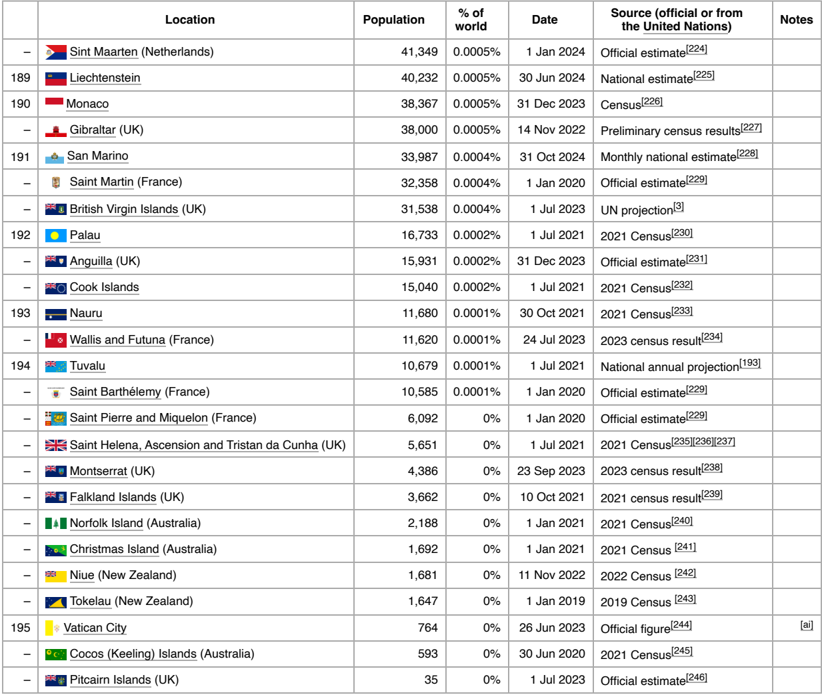 Location Population % of world Date Source (official or from the United Nations) Notes
– Sint Maarten (Netherlands) 41,349 0.0005% 1 Jan 2024 Official estimate[224]
189 Liechtenstein 40,232 0.0005% 30 Jun 2024 National estimate[225]
190 Monaco 38,367 0.0005% 31 Dec 2023 Census[226]
– Gibraltar (UK) 38,000 0.0005% 14 Nov 2022 Preliminary census results[227]
191 San Marino 33,987 0.0004% 31 Oct 2024 Monthly national estimate[228]
– Saint Martin (France) 32,358 0.0004% 1 Jan 2020 Official estimate[229]
– British Virgin Islands (UK) 31,538 0.0004% 1 Jul 2023 UN projection[3]
192 Palau 16,733 0.0002% 1 Jul 2021 2021 Census[230]
– Anguilla (UK) 15,931 0.0002% 31 Dec 2023 Official estimate[231]
– Cook Islands 15,040 0.0002% 1 Jul 2021 2021 Census[232]
193 Nauru 11,680 0.0001% 30 Oct 2021 2021 Census[233]
– Wallis and Futuna (France) 11,620 0.0001% 24 Jul 2023 2023 census result[234]
194 Tuvalu 10,679 0.0001% 1 Jul 2021 National annual projection[193]
– Saint Barthélemy (France) 10,585 0.0001% 1 Jan 2020 Official estimate[229]
– Saint Pierre and Miquelon (France) 6,092 0% 1 Jan 2020 Official estimate[229]
– Saint Helena, Ascension and Tristan da Cunha (UK) 5,651 0% 1 Jul 2021 2021 Census[235][236][237]
– Montserrat (UK) 4,386 0% 23 Sep 2023 2023 census result[238]
– Falkland Islands (UK) 3,662 0% 10 Oct 2021 2021 census result[239]
– Norfolk Island (Australia) 2,188 0% 1 Jan 2021 2021 Census[240]
– Christmas Island (Australia) 1,692 0% 1 Jan 2021 2021 Census [241]
– Niue (New Zealand) 1,681 0% 11 Nov 2022 2022 Census [242]
– Tokelau (New Zealand) 1,647 0% 1 Jan 2019 2019 Census [243]
195 Vatican City 764 0% 26 Jun 2023 Official figure[244] [ai]
– Cocos (Keeling) Islands (Australia) 593 0% 30 Jun 2020 2021 Census[245]
– Pitcairn Islands (UK) 35 0% 1 Jul 2023 Official estimate[246]